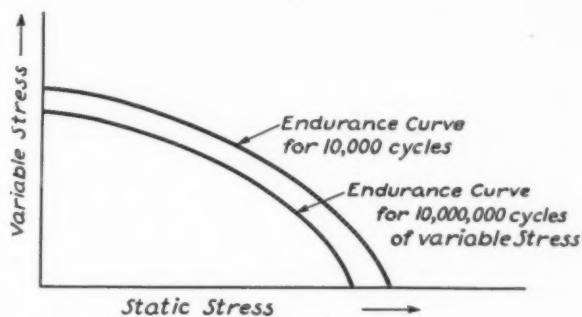 Variable Stress
Endurance Curve
for 10,000 cycles
Endurance Curve
for 10,000,000 cycles
of variable Stress
Static Stress